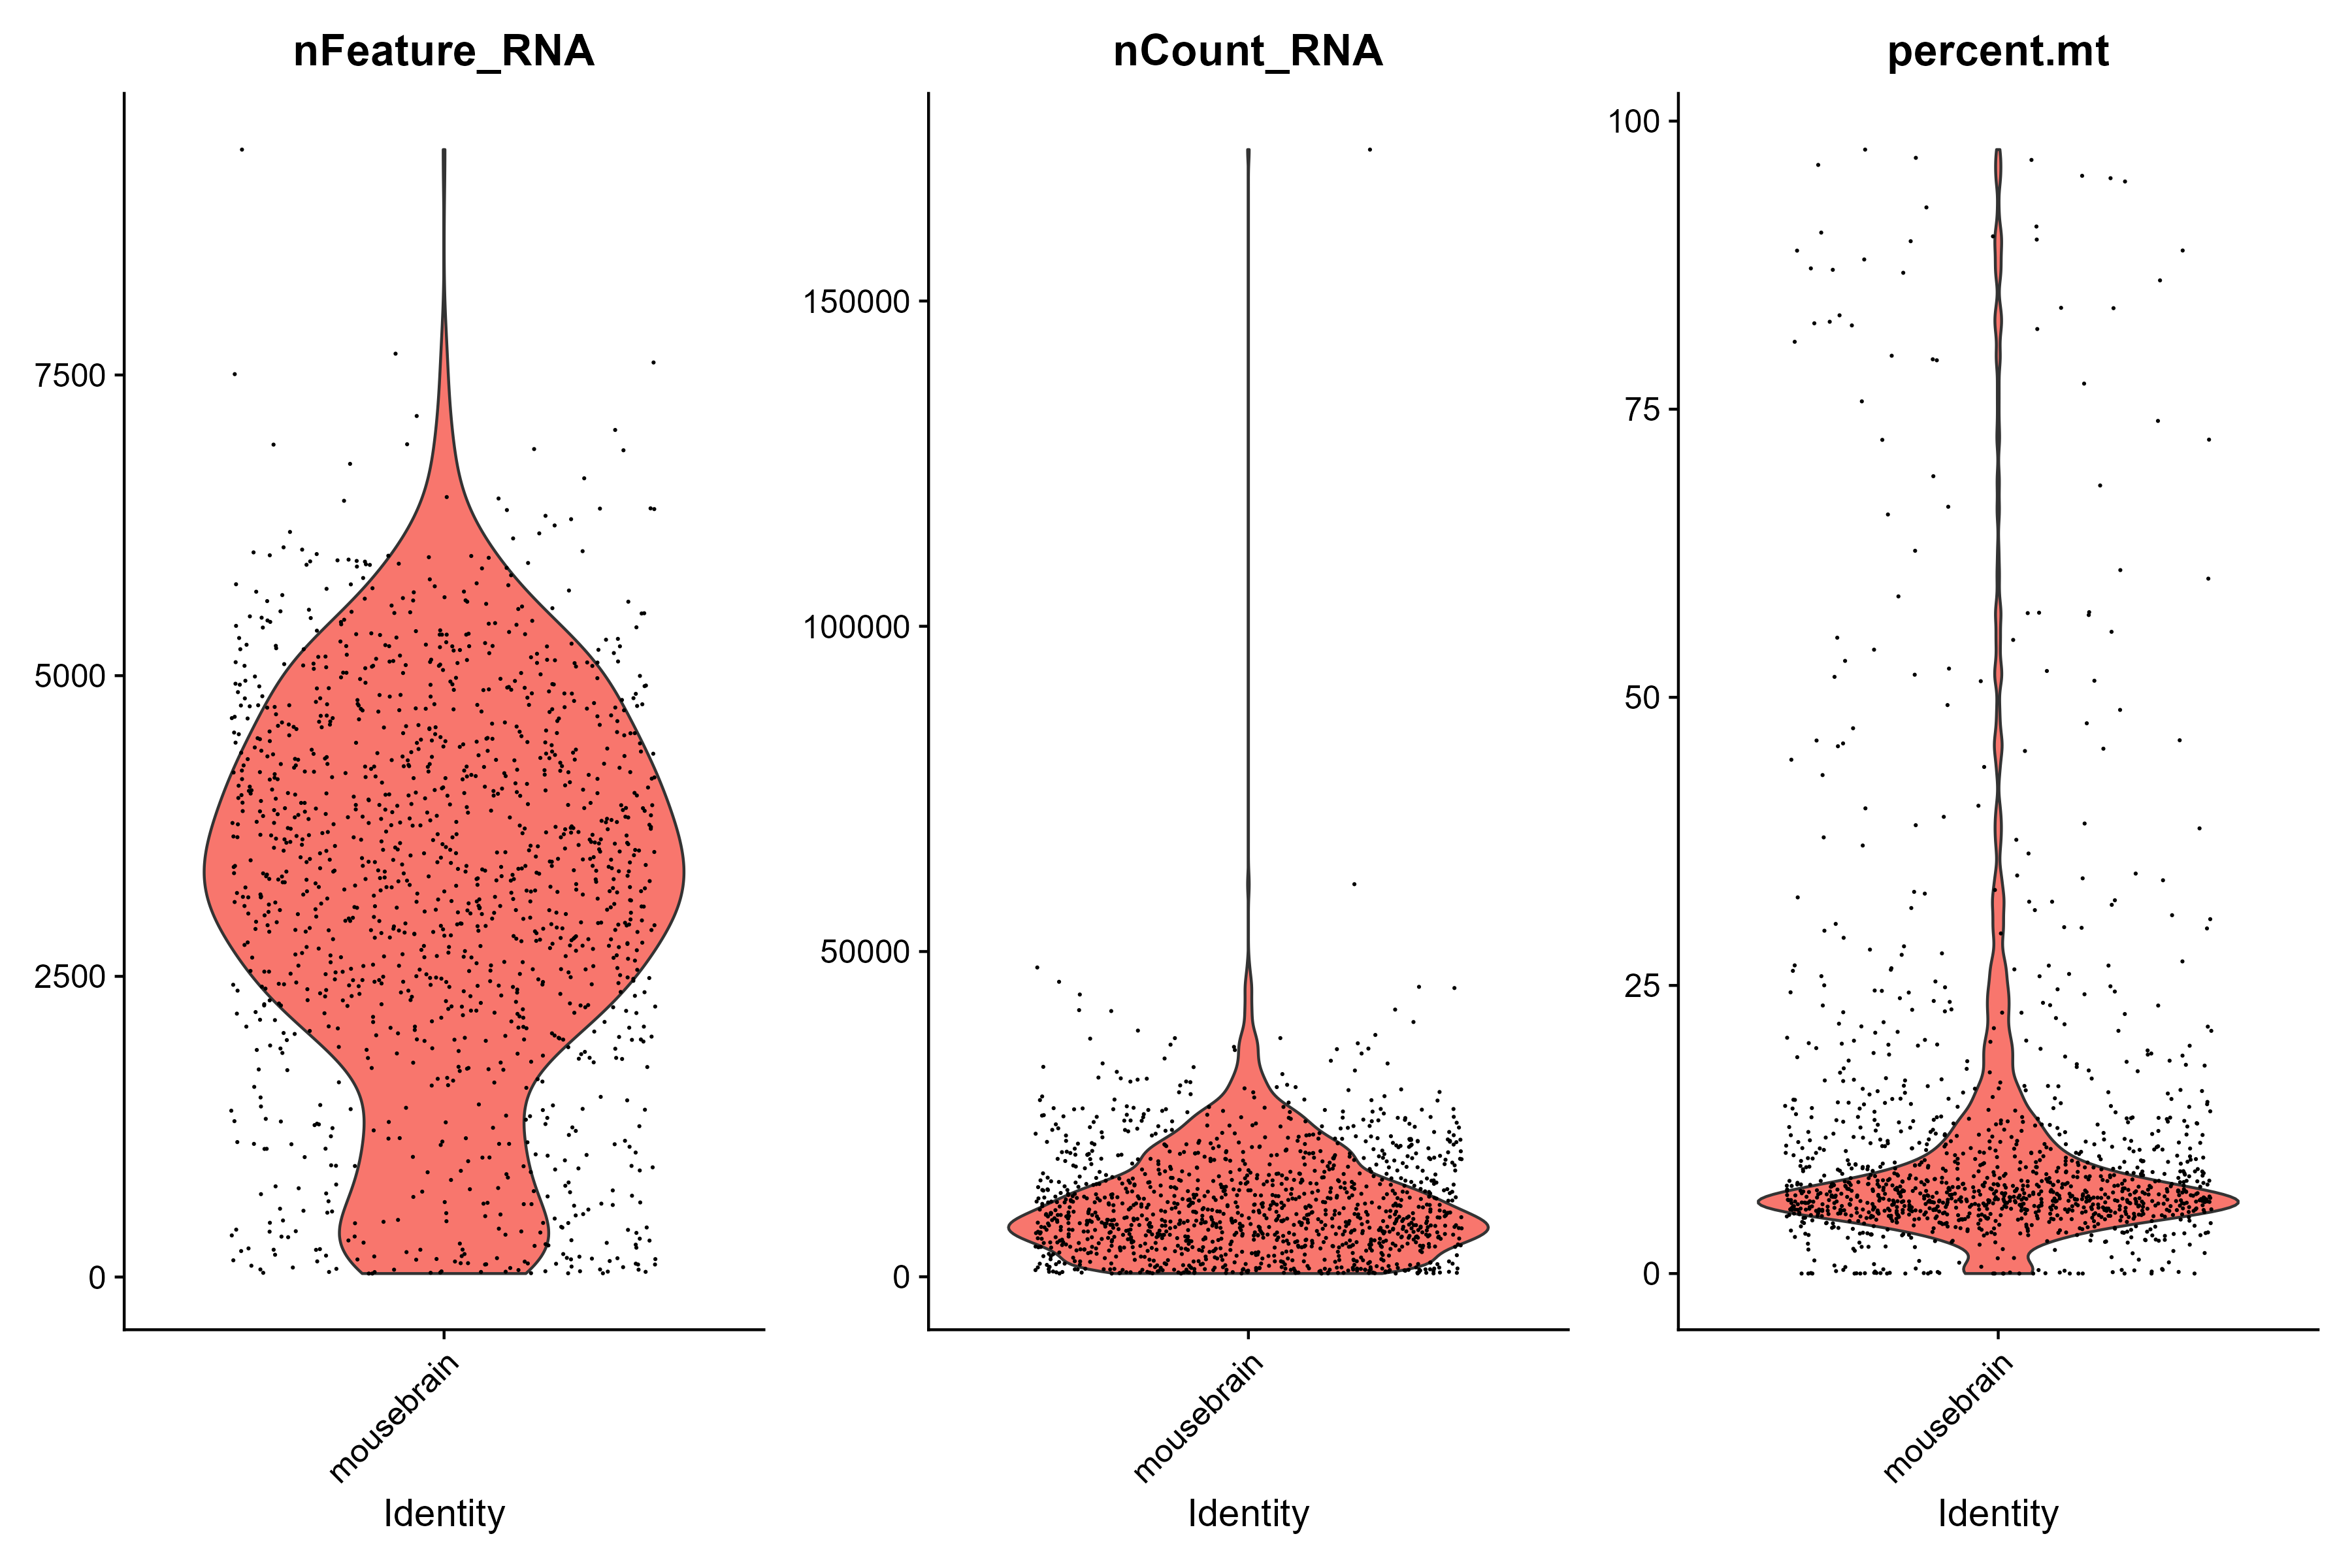 nFeature_RNA
7500
5000
2500
0
mousebrain
Identity
nCount_RNA
150000
100000
50000
0
mousebrain
Identity
percent.mt
100
75
50
25
0
mousebrain
Identity